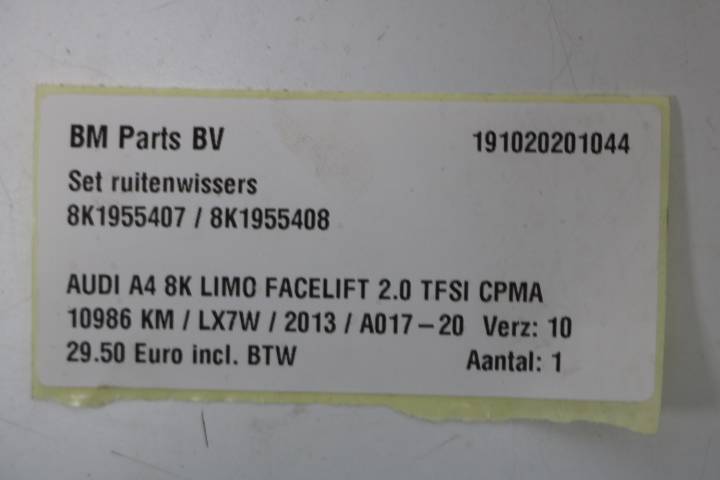 BM Parts BV 191020201044
Set ruitenwissers
8K1955407 / 8K1955408
AUDI A4 8K LIMO FACELIFT 2.0 TFSI CPMA
10986 KM / LX7W / 2013 / A017-20 Verz: 10
29.50 Euro incl. BTW Aantal: 1